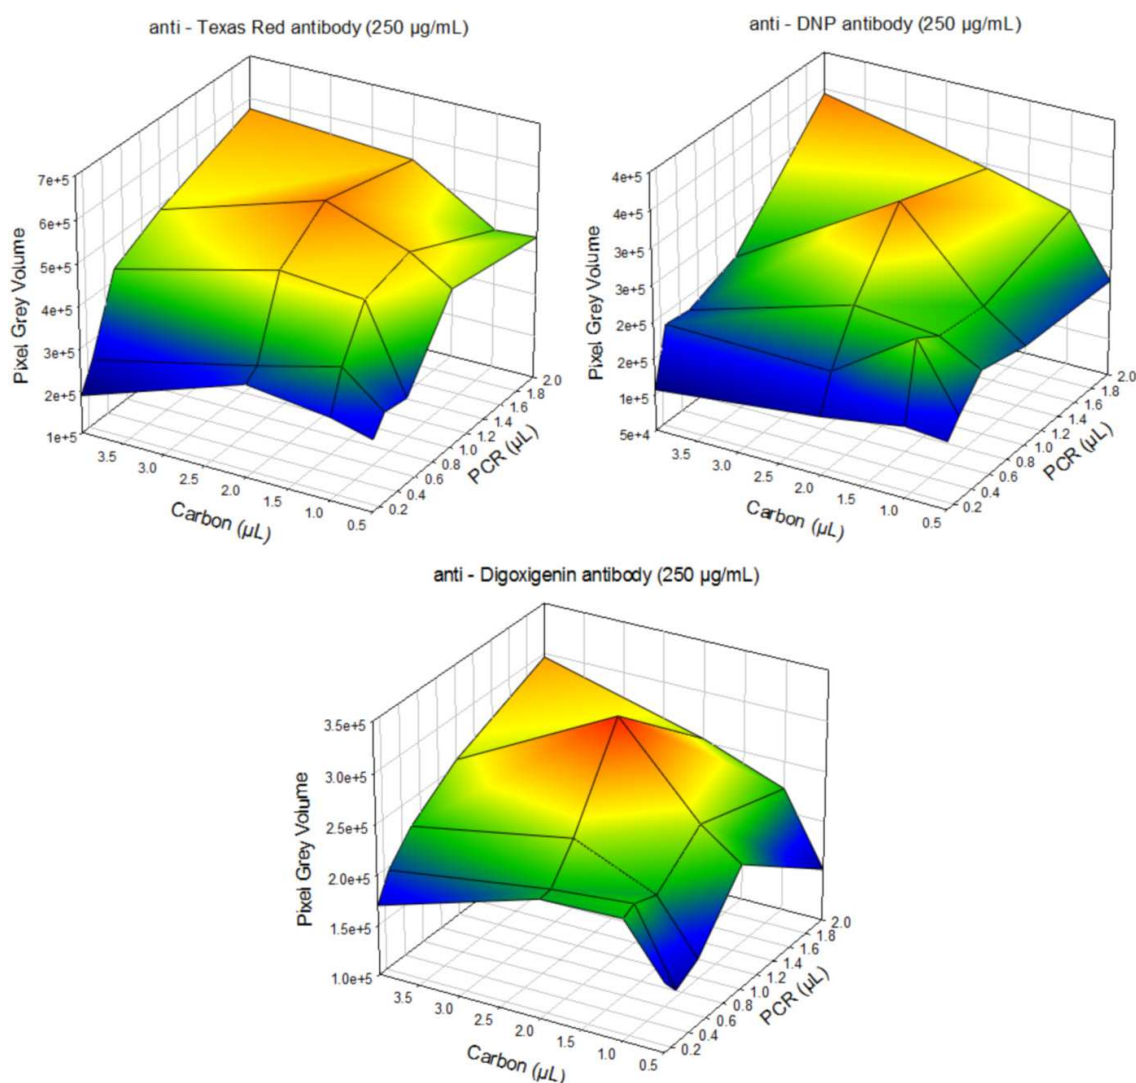 anti - Texas Red antibody (250 µg/mL)
7e+5
6e+5
5e+5
4e+5
3e+5
2e+5
1e+5
Pixel Grey Volume
3.5
3.0
2.5
2.0
1.5
1.0
0.5
Carbon (µL)
0.2
0.4
0.6
0.8
1.0
1.2
1.4
1.6
1.8
2.0
PCR (µL)
anti - DNP antibody (250 µg/mL)
4e+5
4e+5
3e+5
3e+5
2e+5
2e+5
1e+5
5e+4
Pixel Grey Volume
3.5
3.0
2.5
2.0
1.5
1.0
0.5
Carbon (µL)
0.2
0.4
0.6
0.8
1.0
1.2
1.4
1.6
1.8
2.0
PCR (µL)
anti - Digoxigenin antibody (250 µg/mL)
3.5e+5
3.0e+5
2.5e+5
2.0e+5
1.5e+5
1.0e+5
Pixel Grey Volume
3.5
3.0
2.5
2.0
1.5
1.0
0.5
Carbon (µL)
0.2
0.4
0.6
0.8
1.0
1.2
1.4
1.6
1.8
2.0
PCR (µL)